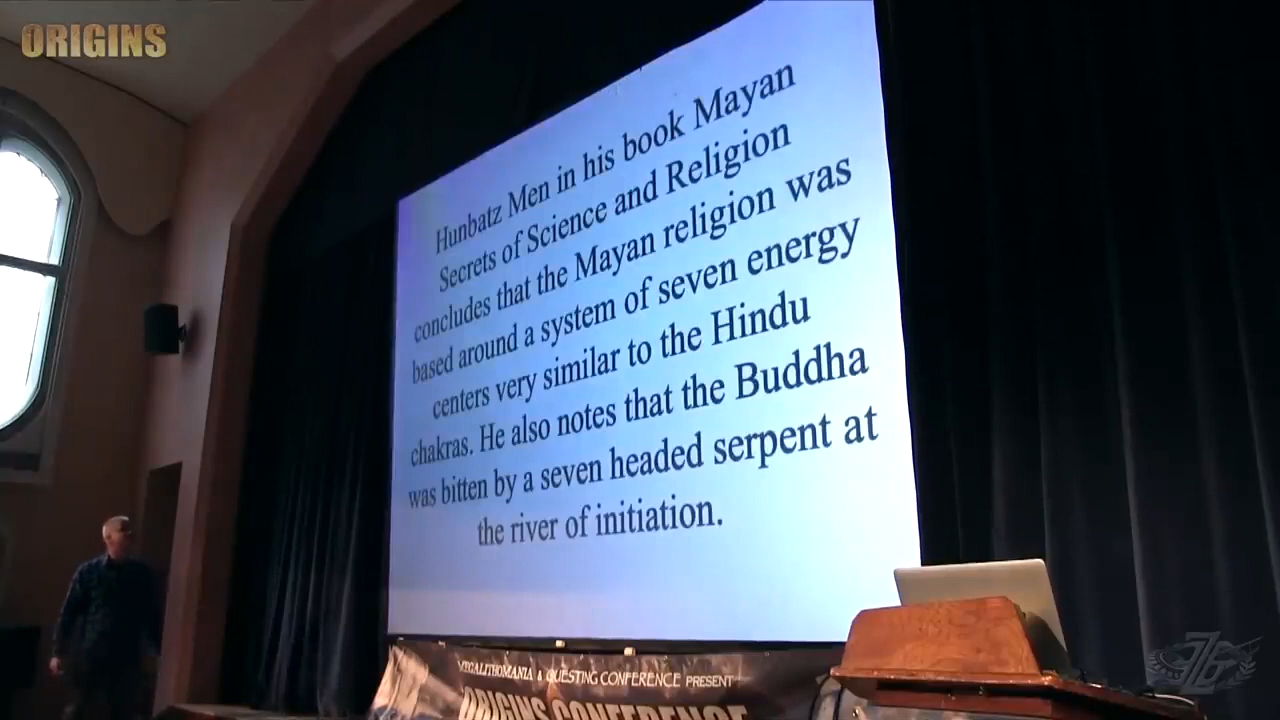 ORIGINS
Hunbatz Men in his book Mayan
Secrets of Science and Religion
concludes that the Mayan religion was
based around a system of seven energy
centers very similar to the Hindu
chakras. He also notes that the Buddha
was bitten by a seven headed serpent at
the river of initiation.
MEGALITHOMANIA & QUESTING CONFERENCE PRESENT
ORIGINS CONFERENCE